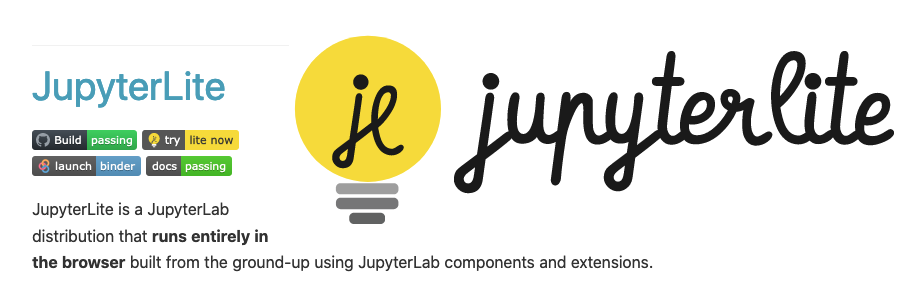 JupyterLite
jl
jupyterlite
Build passing
try lite now
launch binder
docs passing
JupyterLite is a JupyterLab
distribution that runs entirely in
the browser built from the ground-up using JupyterLab components and extensions.